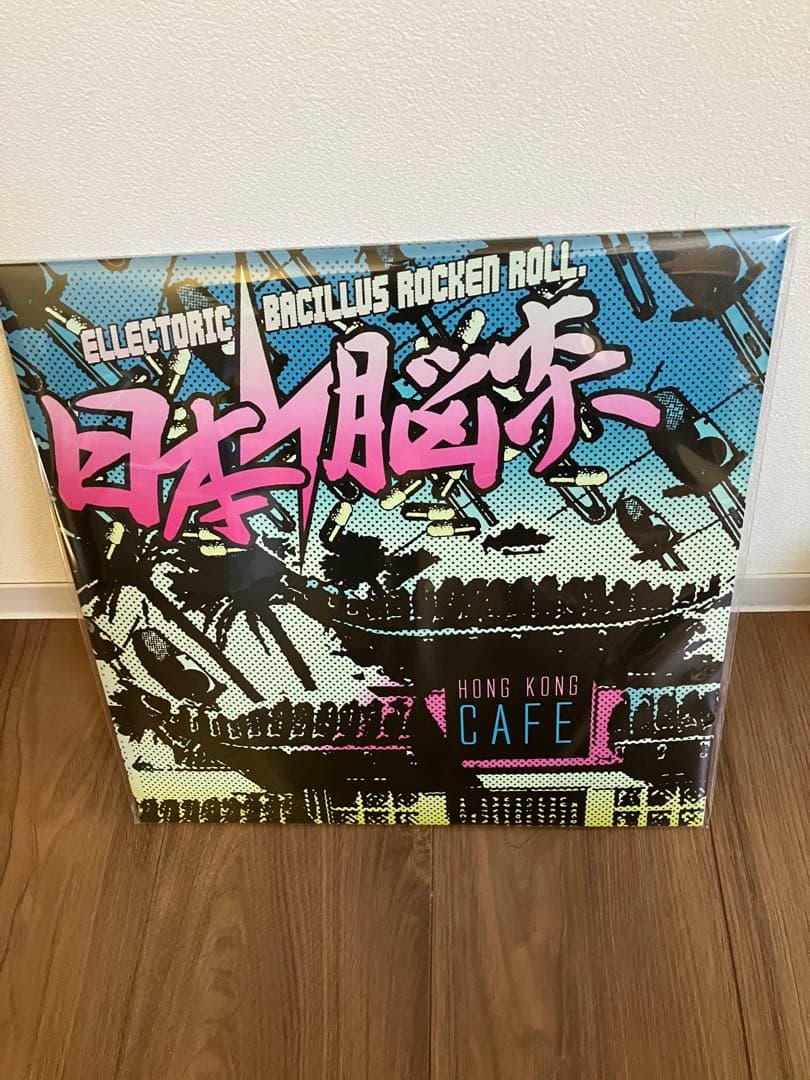 ELLECTORIC BACILLUS ROCKEN ROLL.
日本脳炎
HONG KONG
CAFE